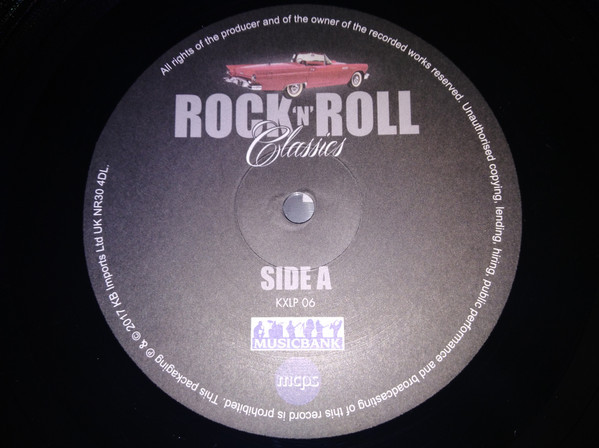 All rights of the producer and of the owner of the recorded works reserved. Unauthorised copying, lending, hiring, public performance and broadcasting of this record is prohibited. This packaging ℗ & © 2017 KB Imports Ltd UK NR30 4DL.
ROCK 'N' ROLL
Classics
SIDE A
KXLP 06
MUSICBANK
mcps